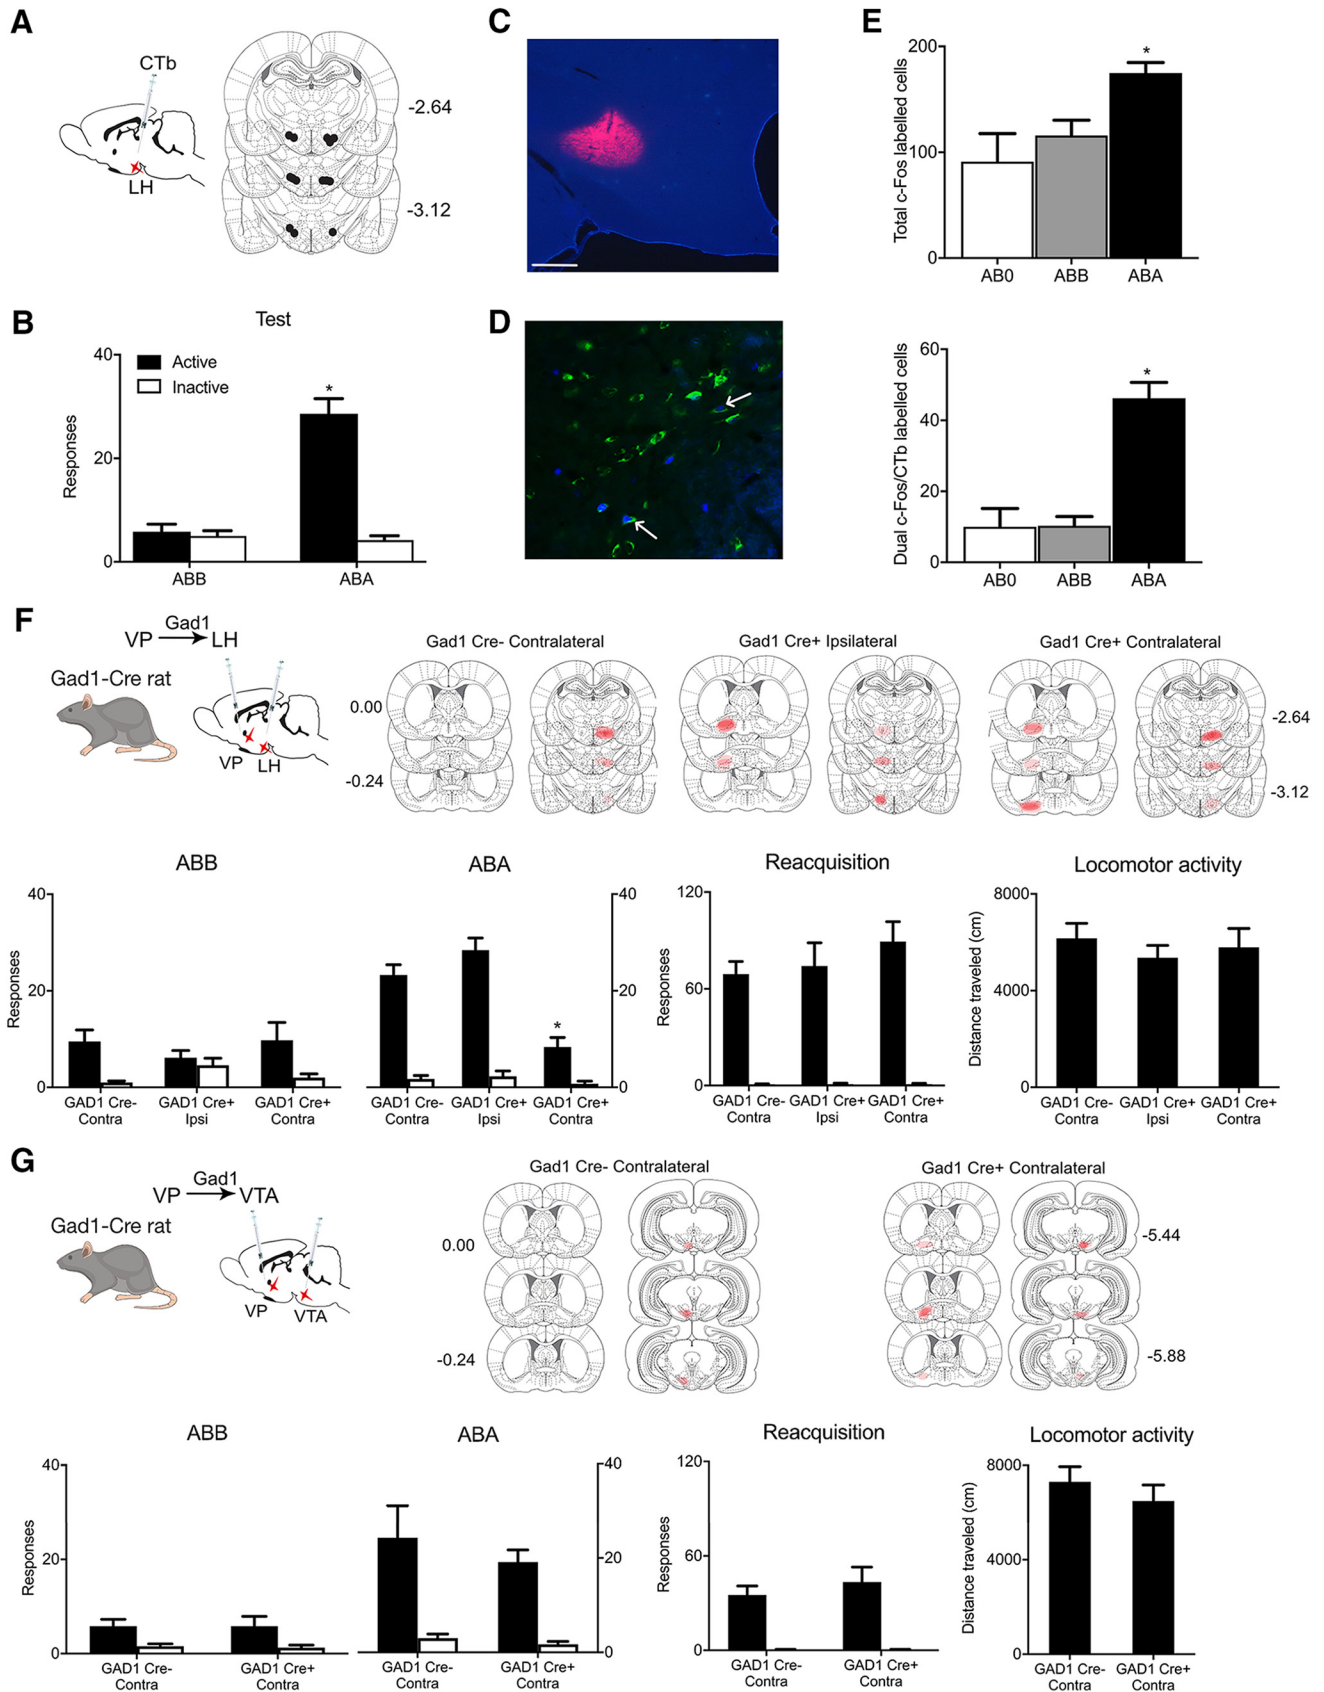 A
CTb
LH
-2.64
-3.12
B
Test
40
20
0
Responses
Active
Inactive
*
ABB
ABA
C
D
E
200
100
0
Total c-Fos labelled cells
*
AB0
ABB
ABA
60
40
20
0
Dual c-Fos/CTb labelled cells
*
AB0
ABB
ABA
F
Gad1
VP
LH
Gad1-Cre rat
VP
LH
Gad1 Cre- Contralateral
Gad1 Cre+ Ipsilateral
Gad1 Cre+ Contralateral
0.00
-0.24
-2.64
-3.12
ABB
40
20
0
Responses
GAD1 Cre-
Contra
GAD1 Cre+
Ipsi
GAD1 Cre+
Contra
ABA
*
40
20
0
GAD1 Cre-
Contra
GAD1 Cre+
Ipsi
GAD1 Cre+
Contra
Reacquisition
120
60
0
Responses
GAD1 Cre-
Contra
GAD1 Cre+
Ipsi
GAD1 Cre+
Contra
Locomotor activity
8000
4000
0
Distance traveled (cm)
GAD1 Cre-
Contra
GAD1 Cre+
Ipsi
GAD1 Cre+
Contra
G
Gad1
VP
VTA
Gad1-Cre rat
VP
VTA
Gad1 Cre- Contralateral
Gad1 Cre+ Contralateral
0.00
-0.24
-5.44
-5.88
ABB
40
20
0
Responses
GAD1 Cre-
Contra
GAD1 Cre+
Contra
ABA
40
20
0
GAD1 Cre-
Contra
GAD1 Cre+
Contra
Reacquisition
120
60
0
Responses
GAD1 Cre-
Contra
GAD1 Cre+
Contra
Locomotor activity
8000
4000
0
Distance traveled (cm)
GAD1 Cre-
Contra
GAD1 Cre+
Contra